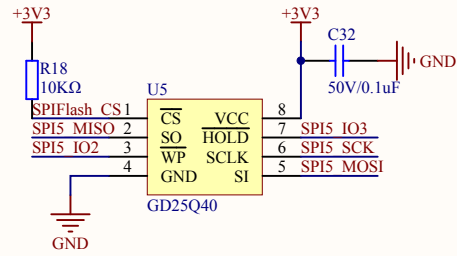 +3V3
+3V3
C32
GND
50V/0.1uF
R18
10KΩ
U5
SPIFlash_CS 1 CS VCC 8
SPI5_MISO 2 SO HOLD 7 SPI5_IO3
SPI5_IO2 3 WP SCLK 6 SPI5_SCK
4 GND SI 5 SPI5_MOSI
GD25Q40
GND